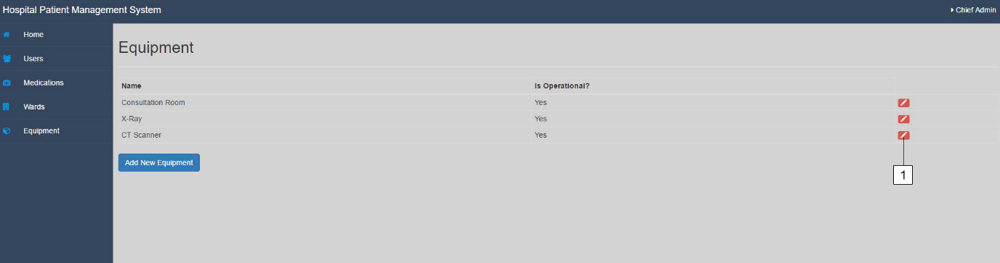 Hospital Patient Management System
Chief Admin
Home
Users
Medications
Wards
Equipment
Equipment
Name Is Operational?
Consultation Room Yes
X-Ray Yes
CT Scanner Yes
Add New Equipment
1